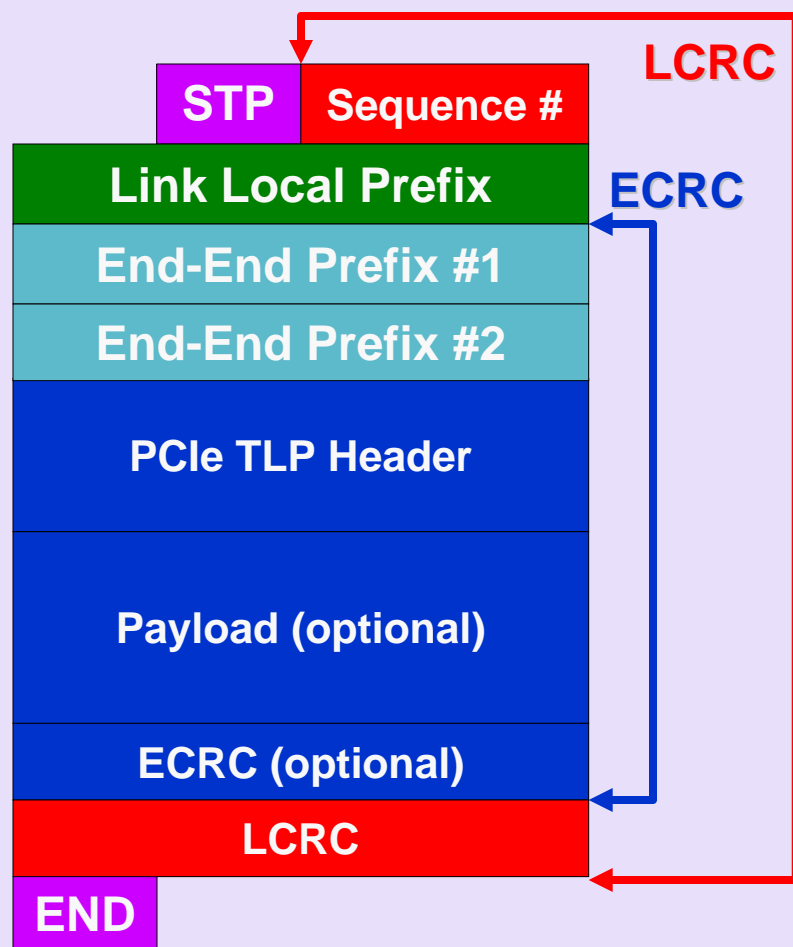 LCRC
STP Sequence #
Link Local Prefix
ECRC
End-End Prefix #1
End-End Prefix #2
PCIe TLP Header
Payload (optional)
ECRC (optional)
LCRC
END